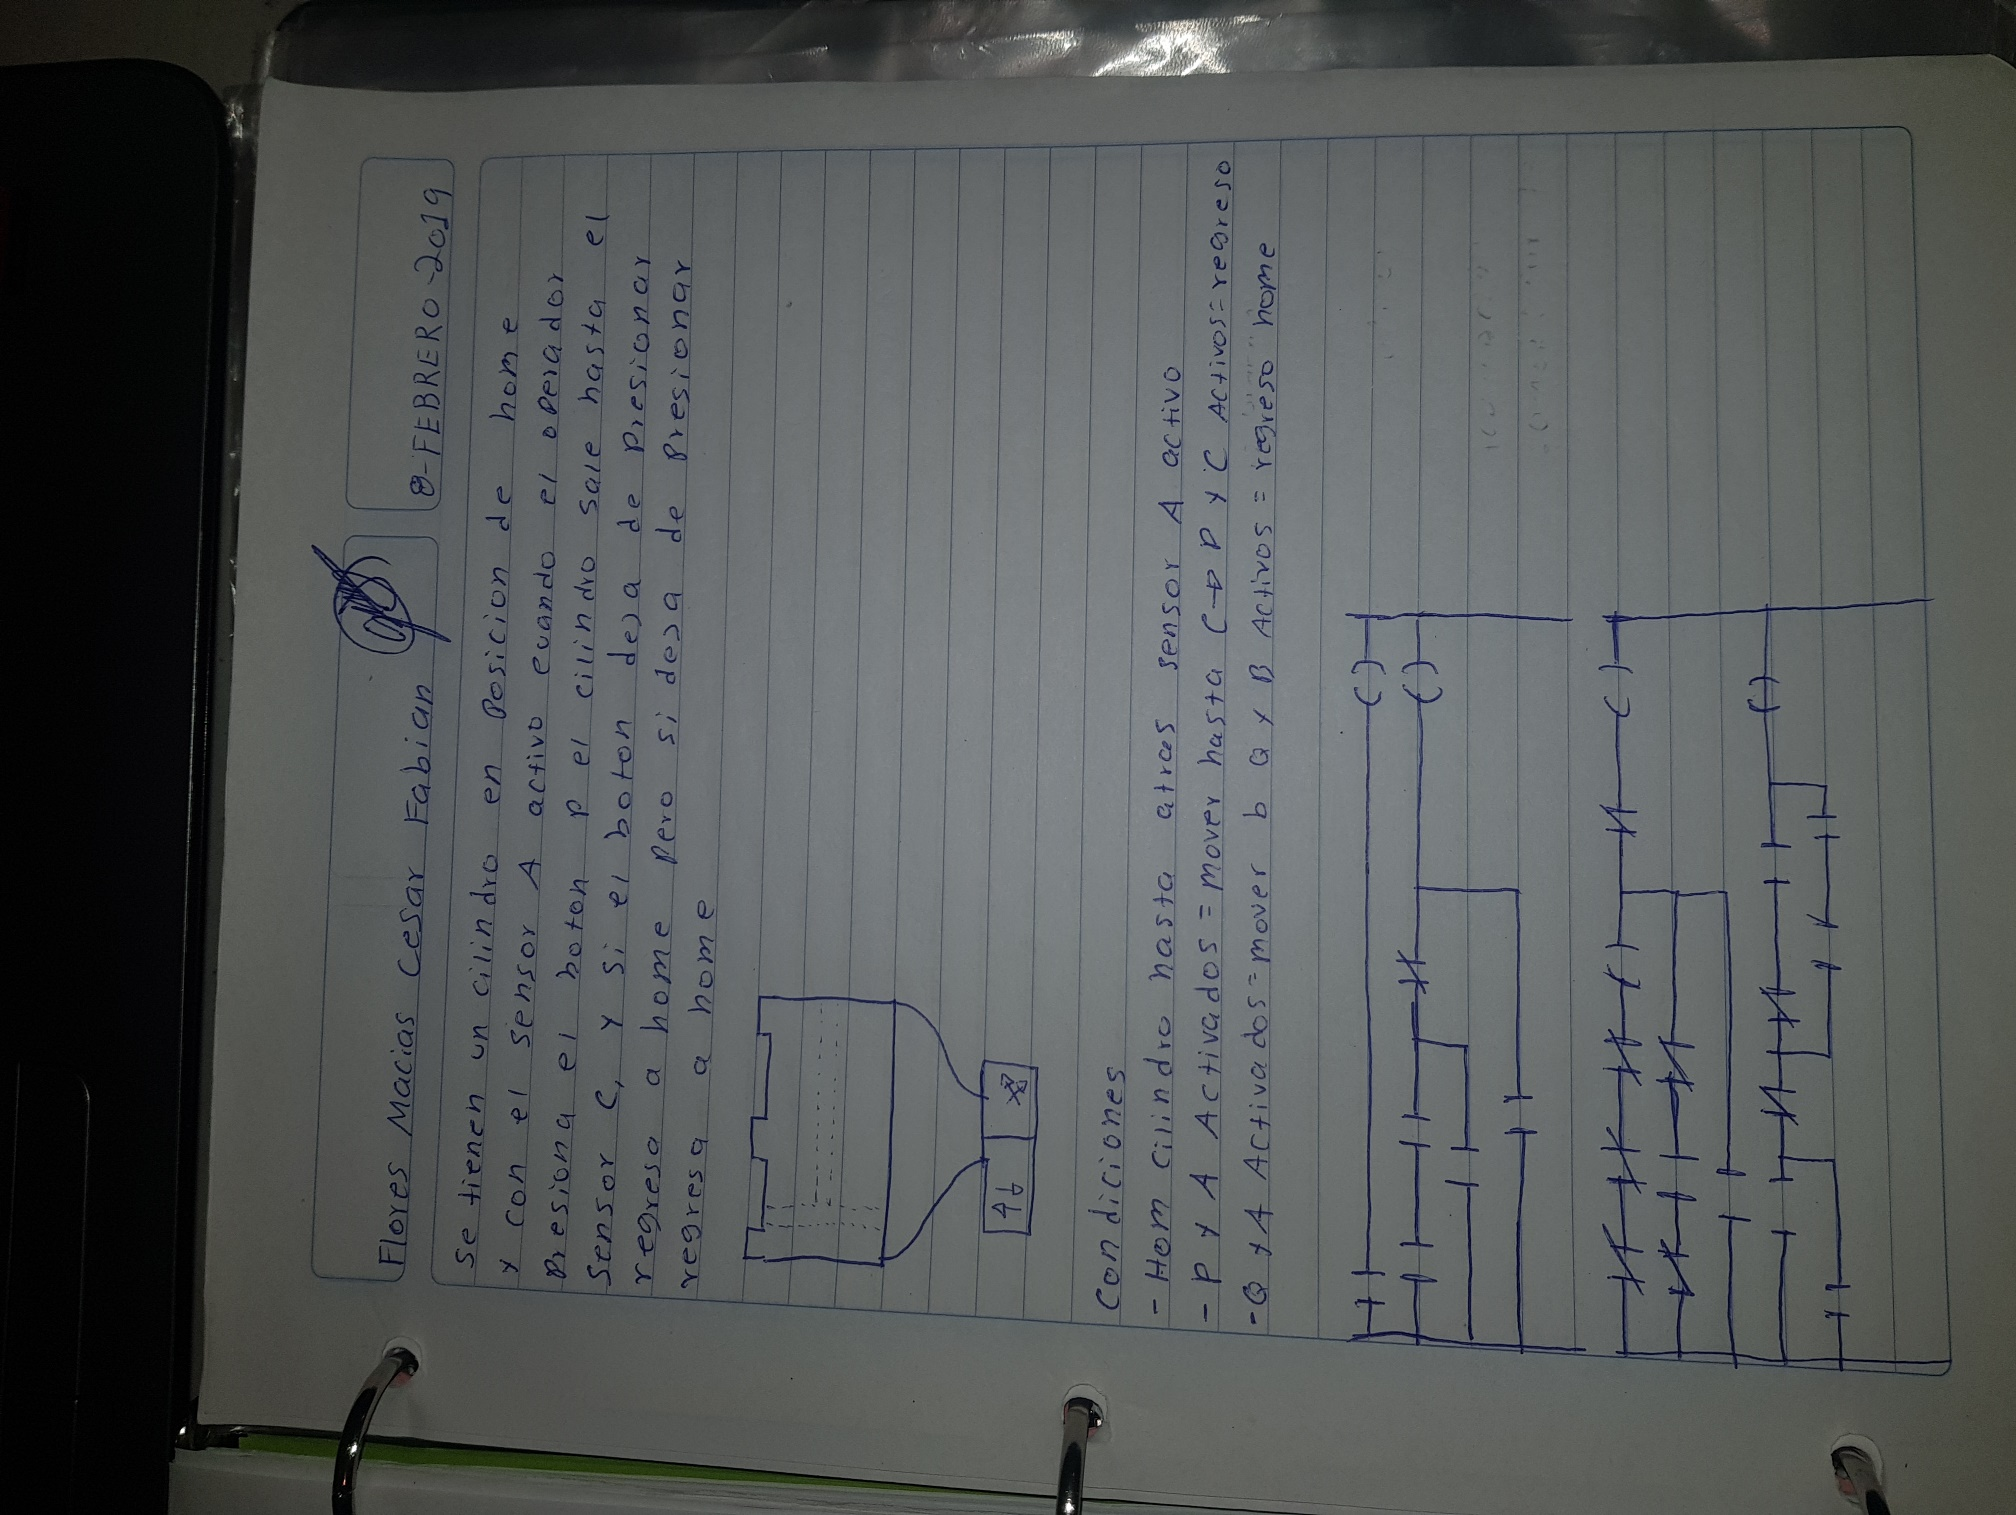 Flores Macias Cesar Fabian
8-FEBRERO-2019
Se tienen un cilindro en posicion de home
y con el sensor A activo cuando el operador
presiona el boton P el cilindro sale hasta el
sensor C, y si el boton deja de presionar
regresa a home pero si deja de presionar
regresa a home
Condiciones
- Hom cilindro hasta atras sensor A activo
- P y A Activados = mover hasta C → P y C Activos = regreso
- Q y A Activados = mover b Q y B Activos = regreso home